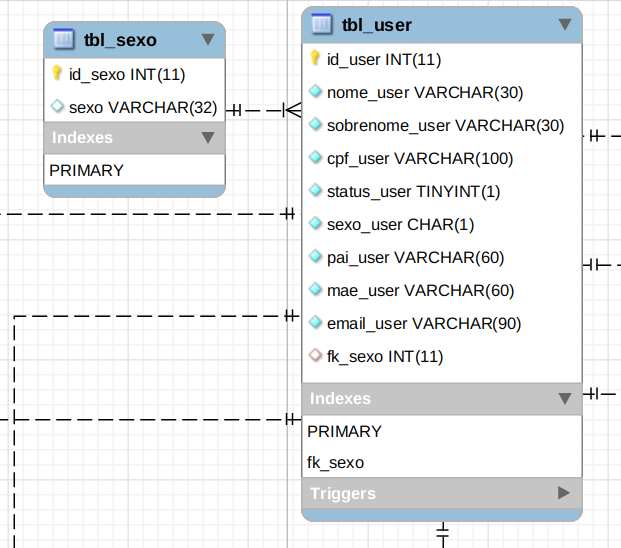 tbl_sexo
id_sexo INT(11)
sexo VARCHAR(32)
Indexes
PRIMARY
tbl_user
id_user INT(11)
nome_user VARCHAR(30)
sobrenome_user VARCHAR(30)
cpf_user VARCHAR(100)
status_user TINYINT(1)
sexo_user CHAR(1)
pai_user VARCHAR(60)
mae_user VARCHAR(60)
email_user VARCHAR(90)
fk_sexo INT(11)
Indexes
PRIMARY
fk_sexo
Triggers